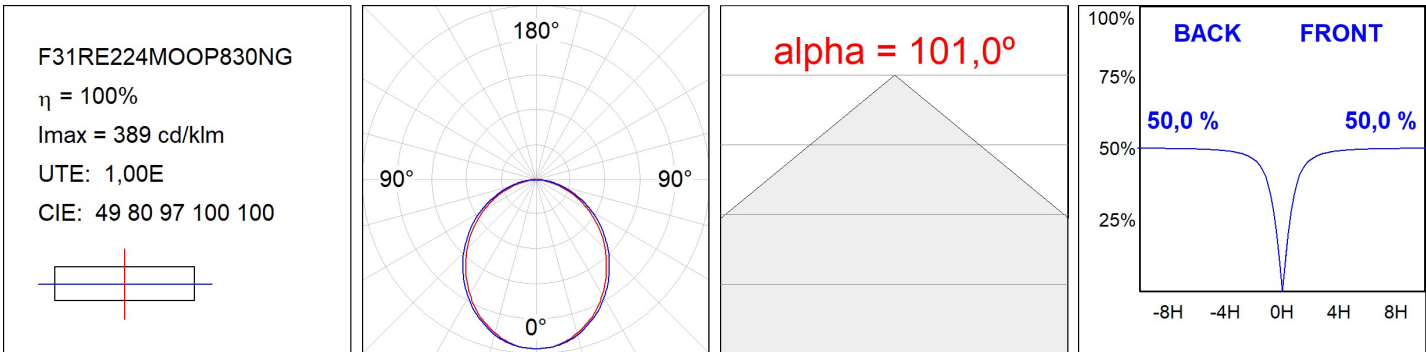 F31RE224MOOP830NG
η = 100%
Imax = 389 cd/klm
UTE: 1,00E
CIE: 49 80 97 100 100
180°
90°
90°
0°
alpha = 101,0º
100%
BACK
FRONT
75%
50,0 %
50,0 %
50%
25%
-8H
-4H
0H
4H
8H